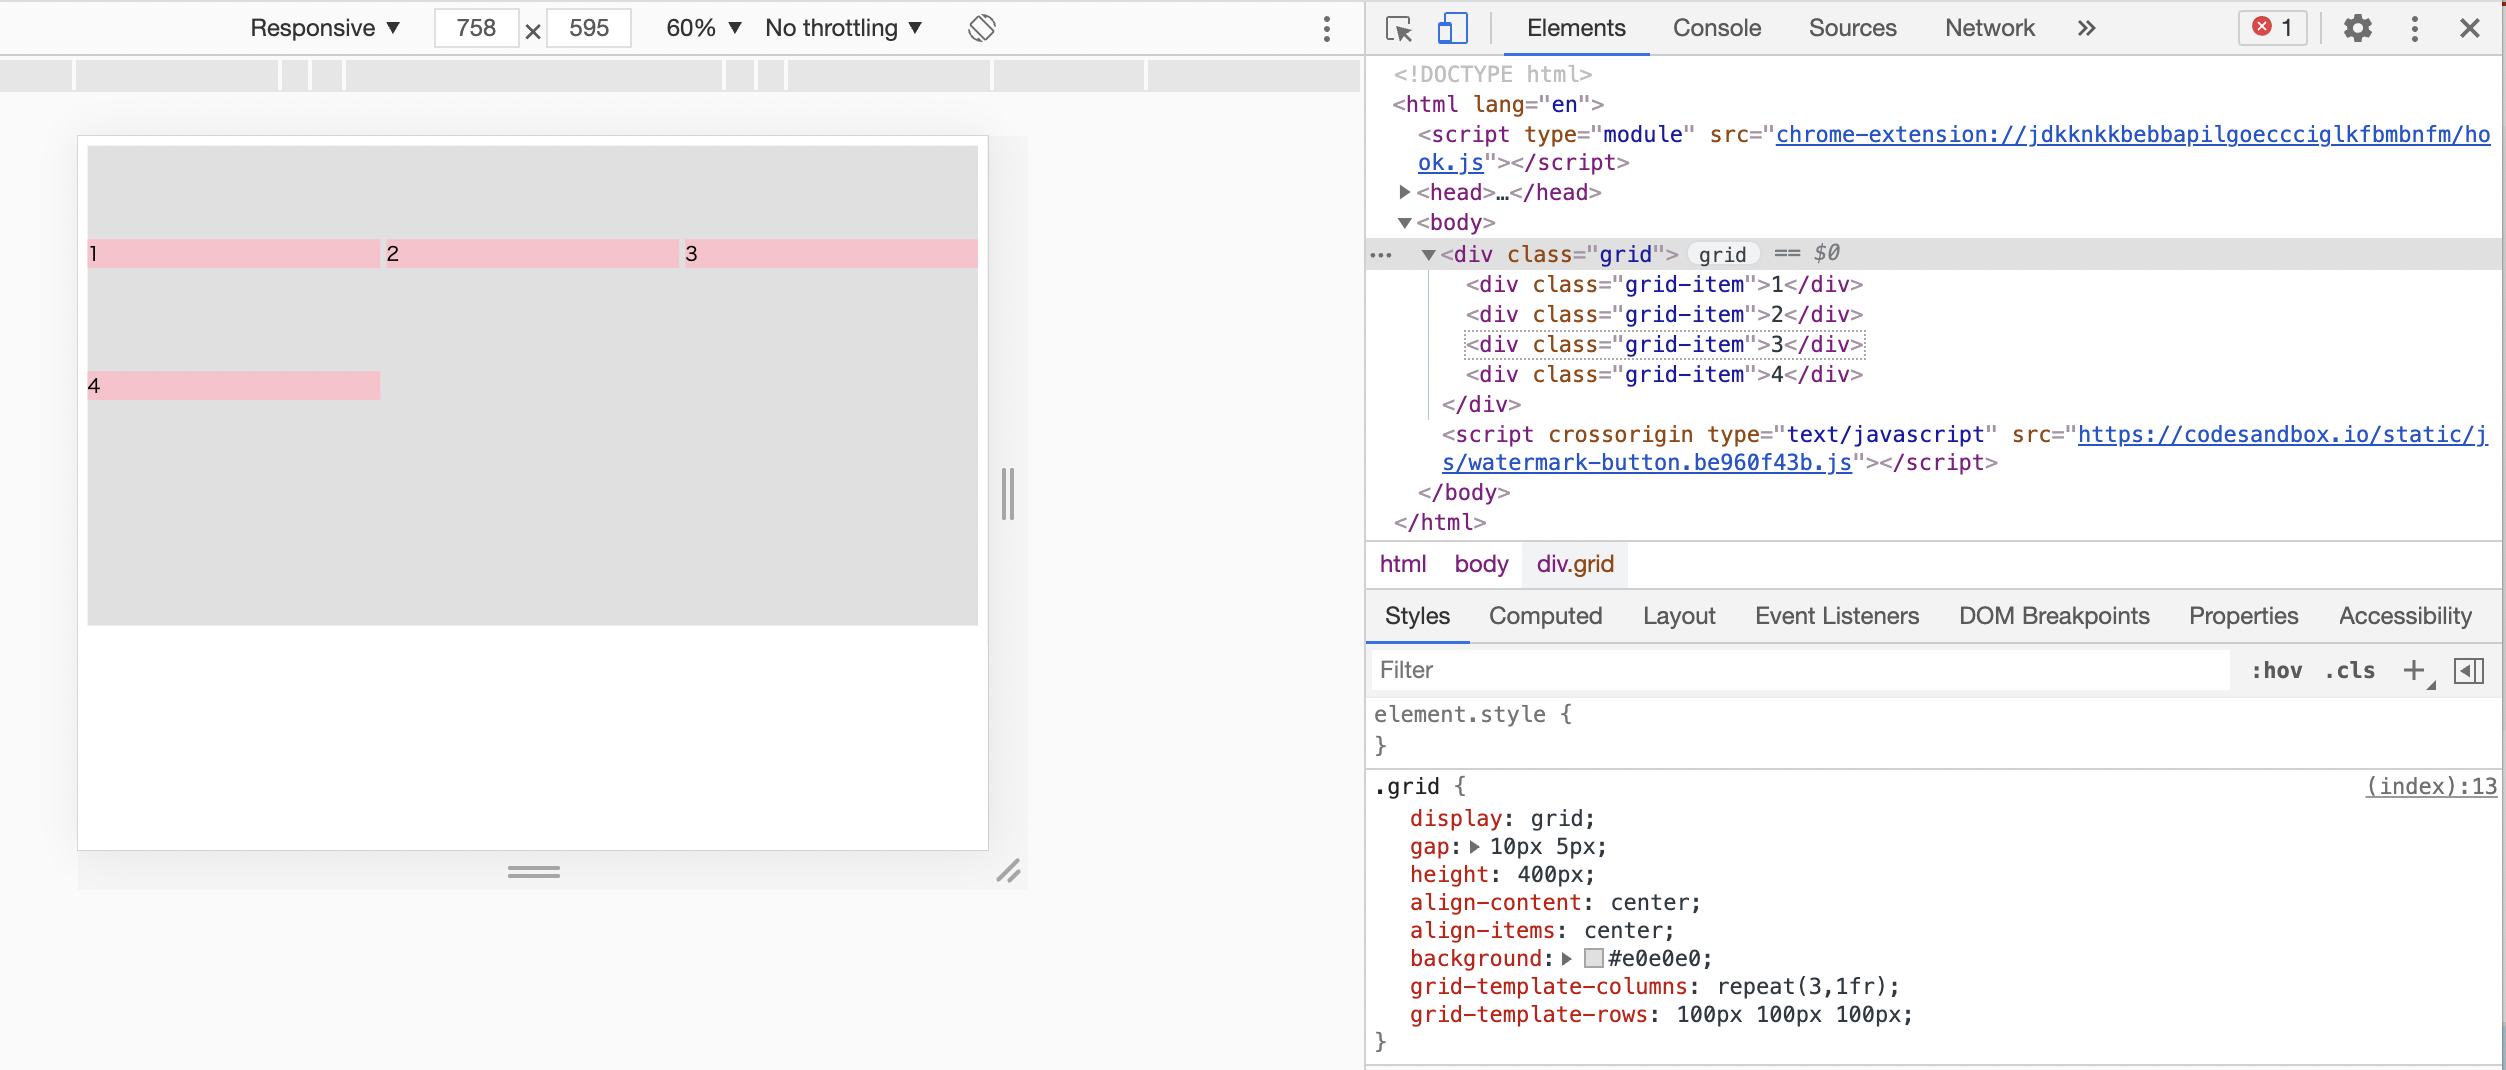 Responsive ▼ 758 × 595 60% ▼ No throttling ▼
1 2 3
4
Elements Console Sources Network » 1
<!DOCTYPE html>
<html lang="en">
<script type="module" src="chrome-extension://jdkknkkbebbapilgoeccciglkfbmbnfm/ho
ok.js"></script>
▶<head>…</head>
▼<body>
… ▼<div class="grid"> grid == $0
<div class="grid-item">1</div>
<div class="grid-item">2</div>
<div class="grid-item">3</div>
<div class="grid-item">4</div>
</div>
<script crossorigin type="text/javascript" src="https://codesandbox.io/static/j
s/watermark-button.be960f43b.js"></script>
</body>
</html>
html body div.grid
Styles Computed Layout Event Listeners DOM Breakpoints Properties Accessibility
Filter :hov .cls +
element.style {
}
.grid { (index):13
display: grid;
gap: ▶ 10px 5px;
height: 400px;
align-content: center;
align-items: center;
background: ▶ #e0e0e0;
grid-template-columns: repeat(3,1fr);
grid-template-rows: 100px 100px 100px;
}